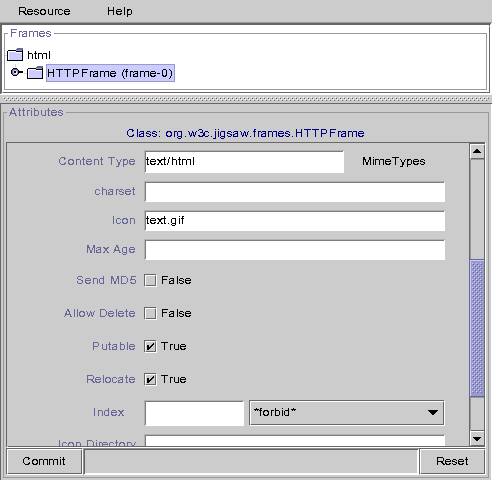 Resource Help
Frames
html
HTTPFrame (frame-0)
Attributes
Class: org.w3c.jigsaw.frames.HTTPFrame
Content Type text/html MimeTypes
charset
Icon text.gif
Max Age
Send MD5 False
Allow Delete False
Putable True
Relocate True
Index *forbid*
Icon Directory
Commit Reset